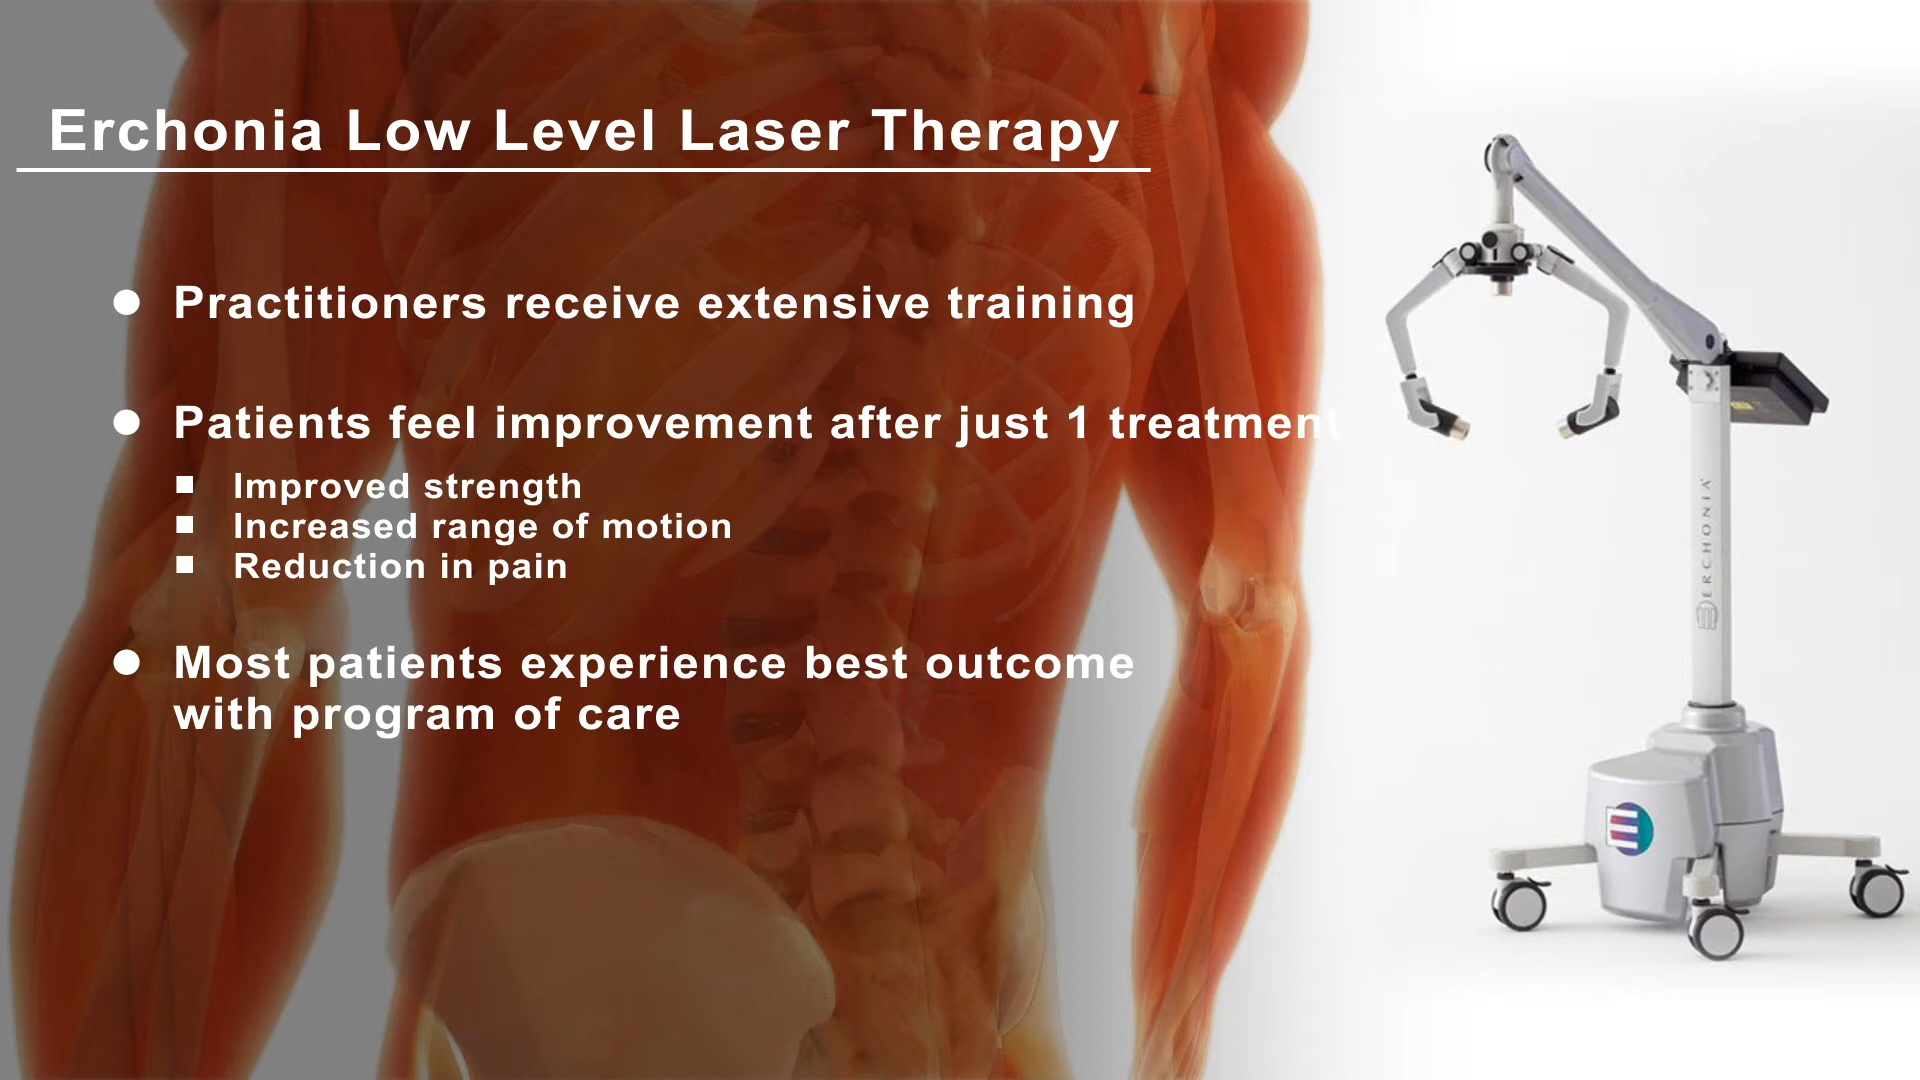 Erchonia Low Level Laser Therapy
Practitioners receive extensive training
Patients feel improvement after just 1 treatment
Improved strength
Increased range of motion
Reduction in pain
Most patients experience best outcome
with program of care
ERCHONIA